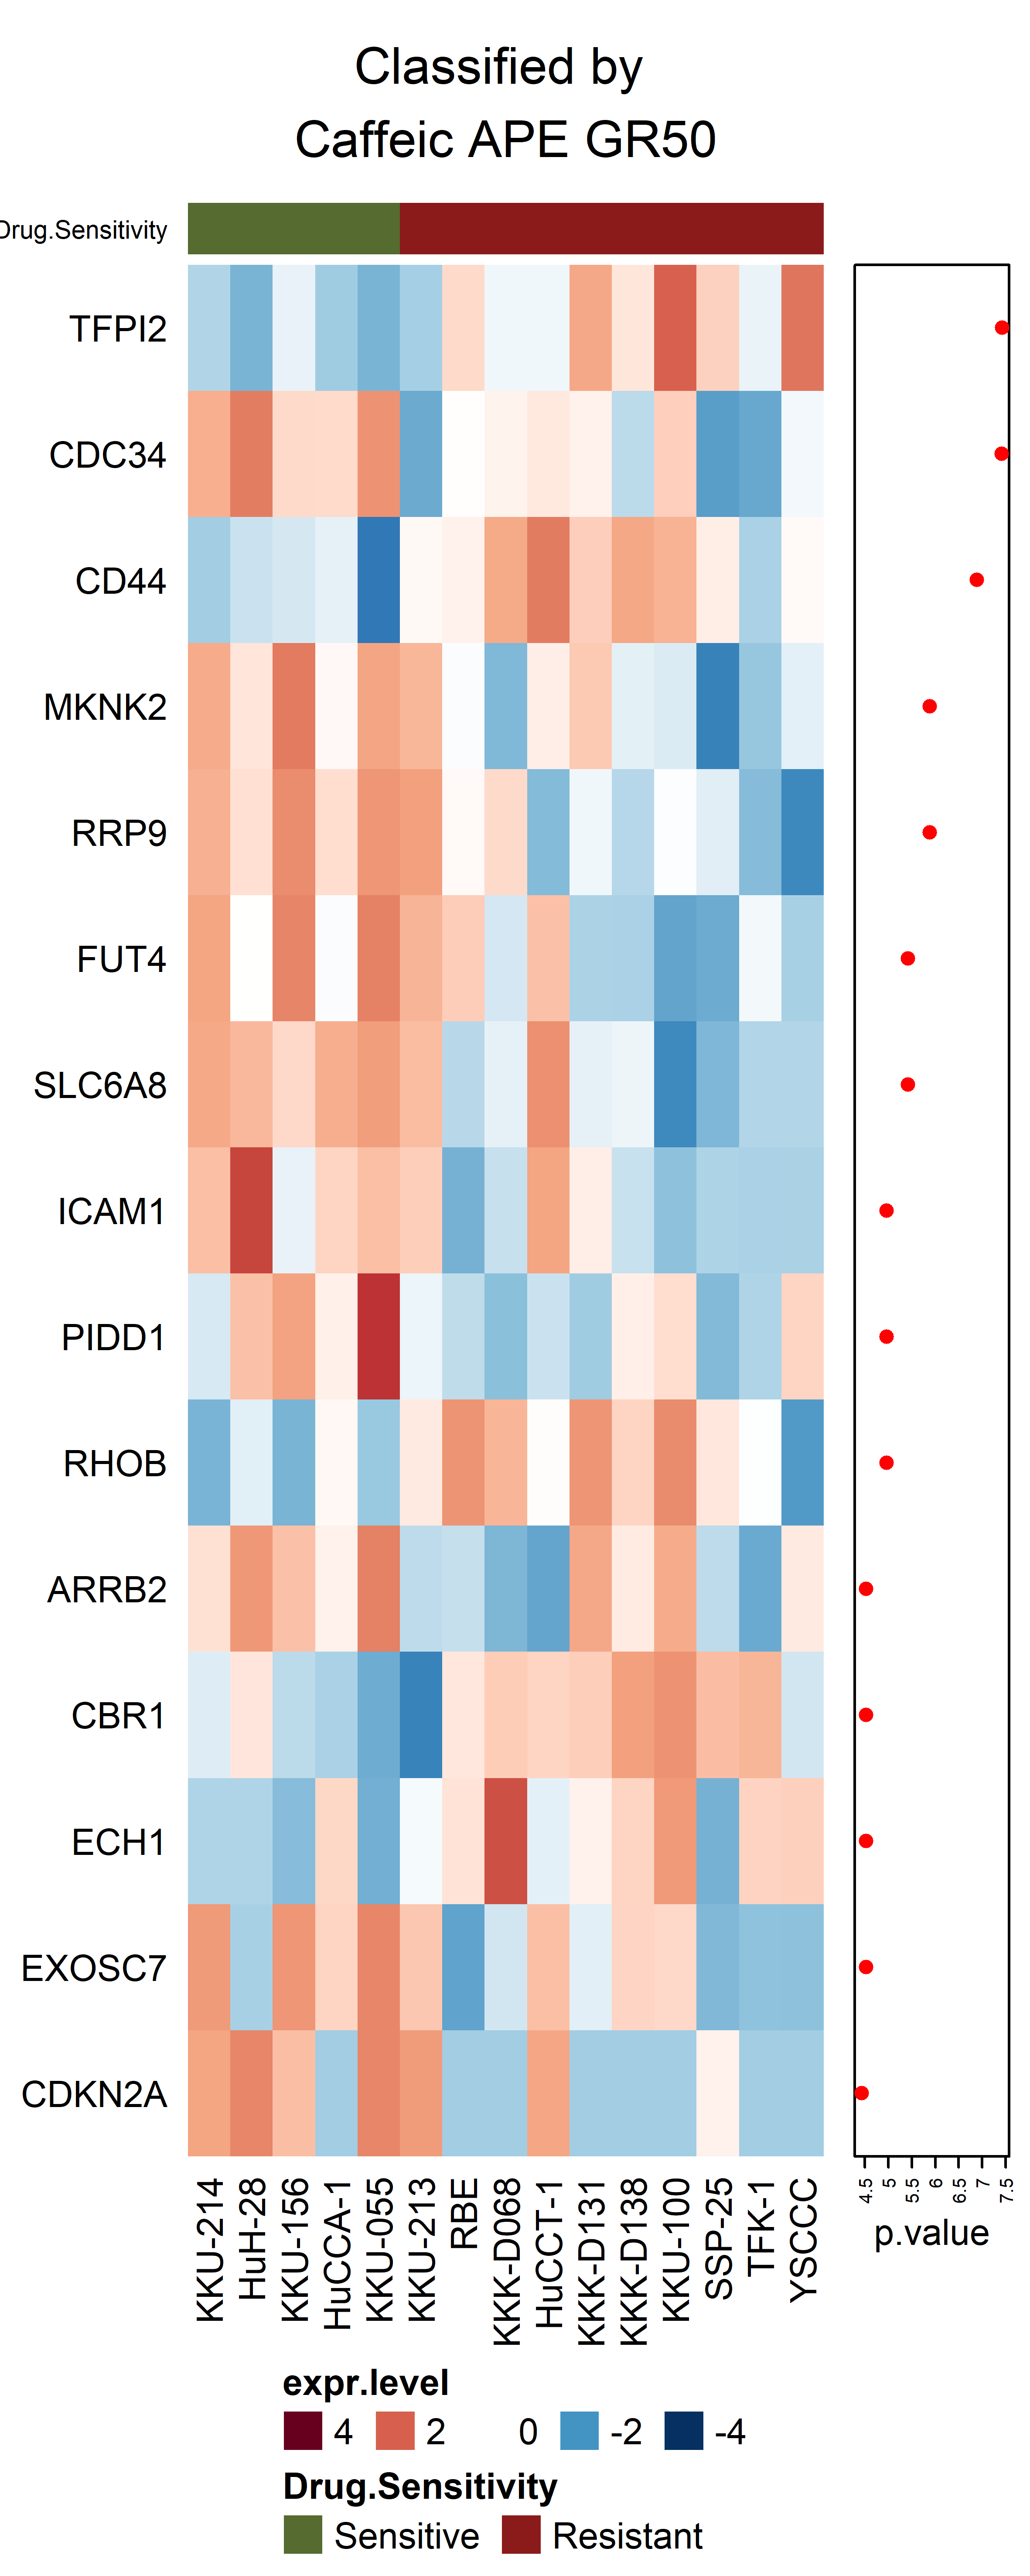 Classified by
Caffeic APE GR50
Drug.Sensitivity
TFPI2
CDC34
CD44
MKNK2
RRP9
FUT4
SLC6A8
ICAM1
PIDD1
RHOB
ARRB2
CBR1
ECH1
EXOSC7
CDKN2A
KKU-214
HuH-28
KKU-156
HuCCA-1
KKU-055
KKU-213
RBE
KKK-D068
HuCCT-1
KKK-D131
KKK-D138
KKU-100
SSP-25
TFK-1
YSCCC
4.5
5
5.5
6
6.5
7
7.5
p.value
expr.level
4 2 0 -2 -4
Drug.Sensitivity
Sensitive Resistant